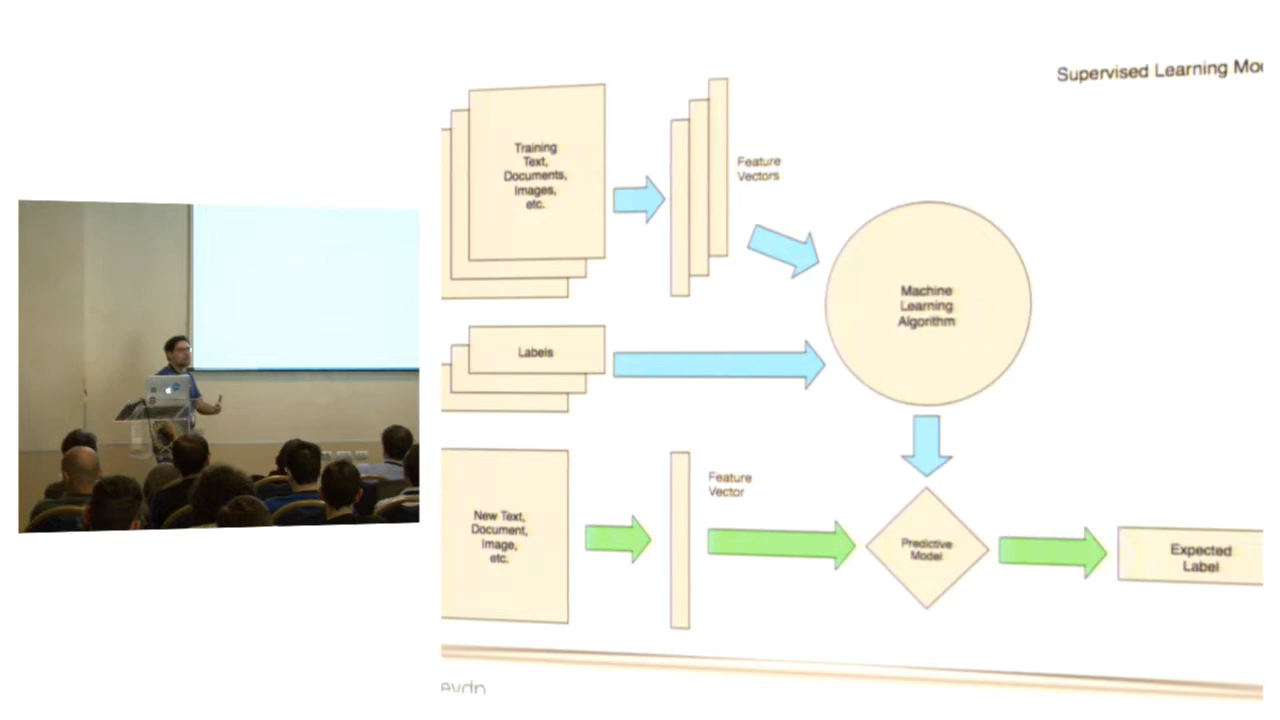 Supervised Learning Mo
Training
Text,
Documents,
Images,
etc.
Feature
Vectors
Machine
Learning
Algorithm
Labels
New Text,
Document,
Image,
etc.
Feature
Vector
Predictive
Model
Expected
Label